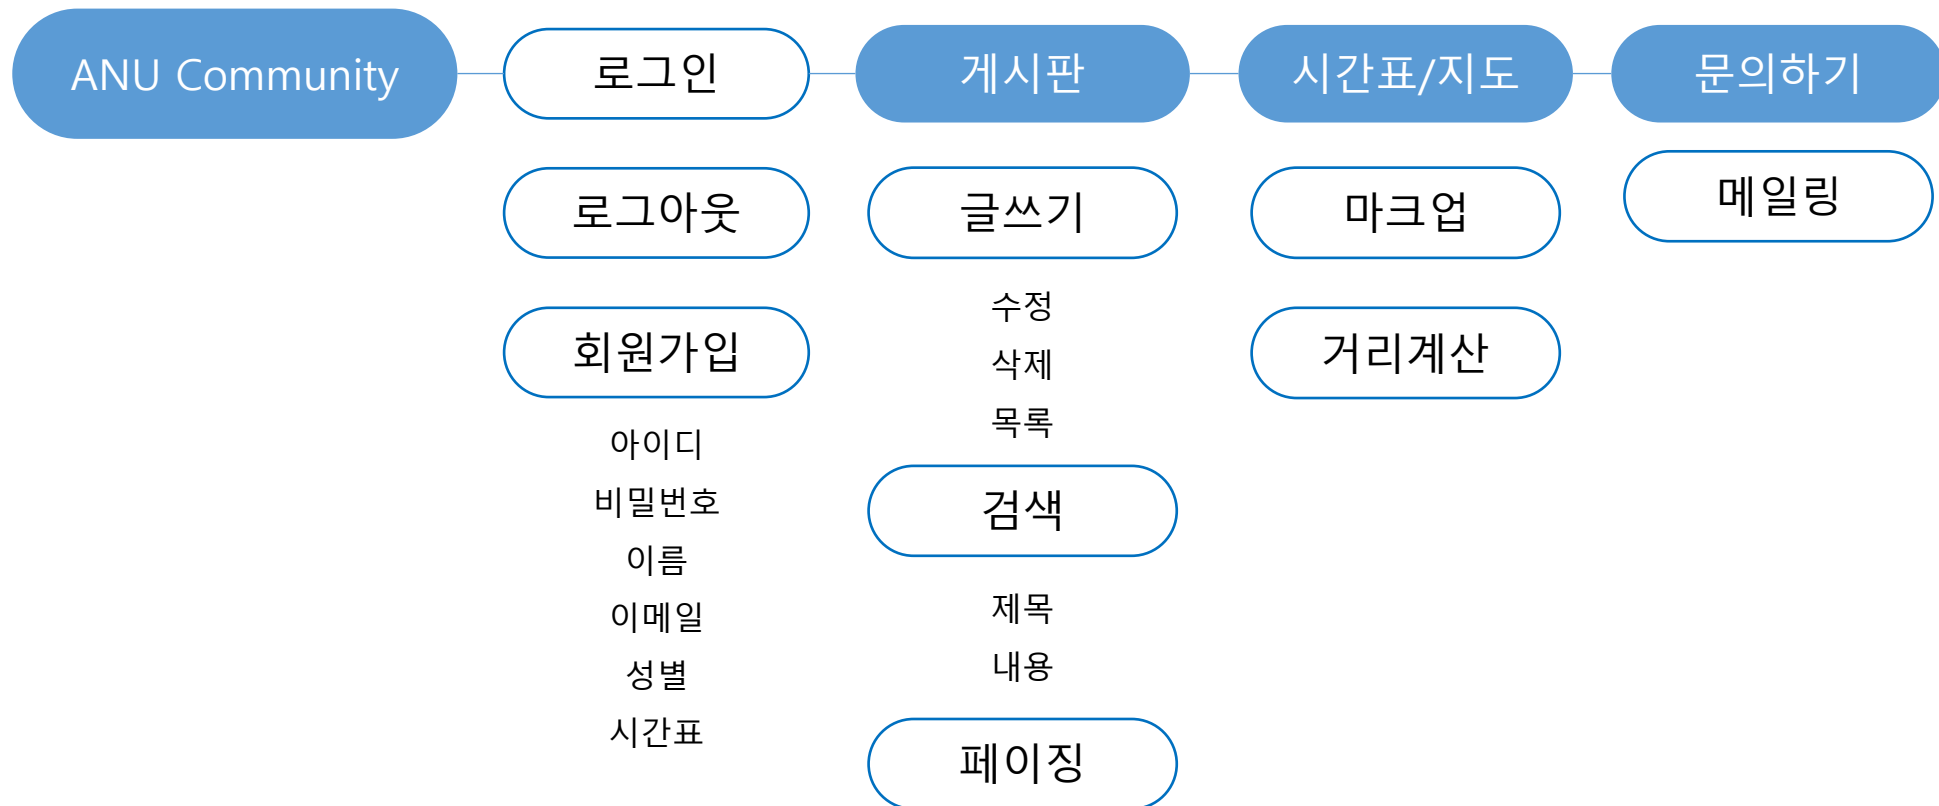 ANU Community
로그인
게시판
시간표/지도
문의하기
로그아웃
글쓰기
마크업
메일링
수정
삭제
목록
회원가입
거리계산
아이디
비밀번호
이름
이메일
성별
시간표
검색
제목
내용
페이징